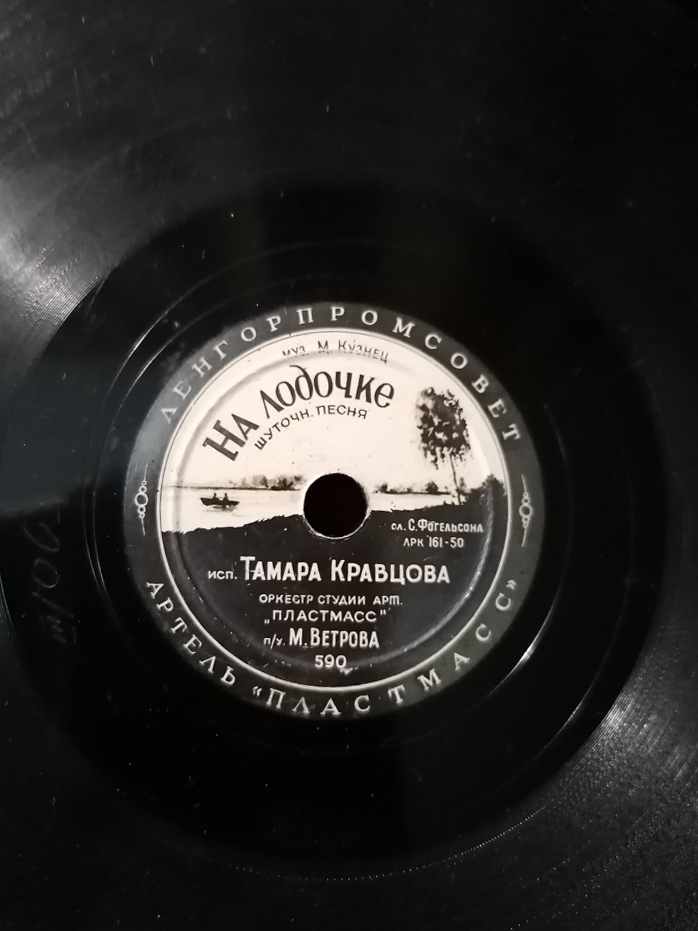 ЛЕНГОРПРОМСОВЕТ
муз. М. Кузнец
На лодочке
шуточн. песня
сл. С. Фогельсона
ЛРК 161-50
исп. Тамара Кравцова
оркестр студии арт.
„Пластмасс"
п/у. М. Ветрова
590
АРТЕЛЬ «ПЛАСТМАСС»